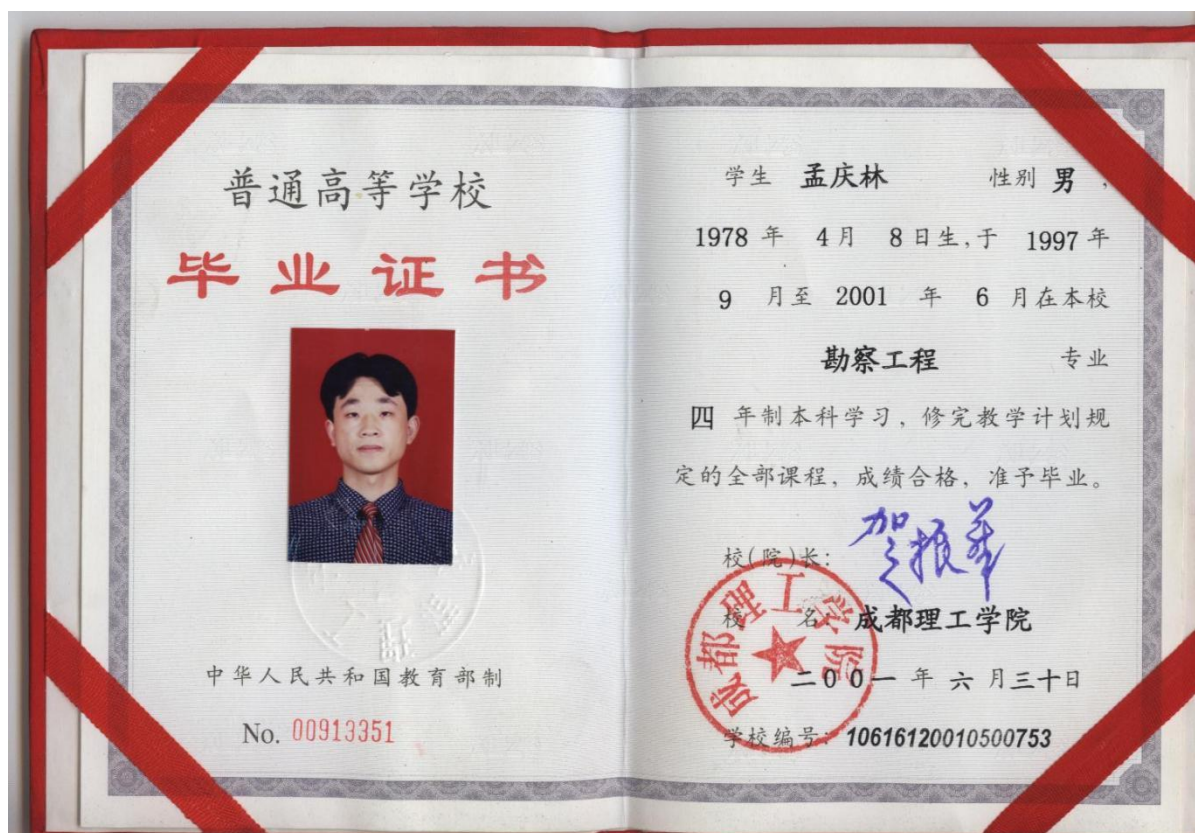 普通高等学校
毕业证书
中华人民共和国教育部制
No. 00913351
学生 孟庆林 性别 男,
1978 年 4月 8日生,于 1997 年
9 月至 2001 年 6 月在本校
勘察工程 专业
四 年制本科学习, 修完教学计划规
定的全部课程, 成绩合格, 准予毕业。
校(院)长: 贺振华
校 名: 成都理工学院
二00一 年 六 月三十日
学校编号: 10616120010500753
成都理工学院